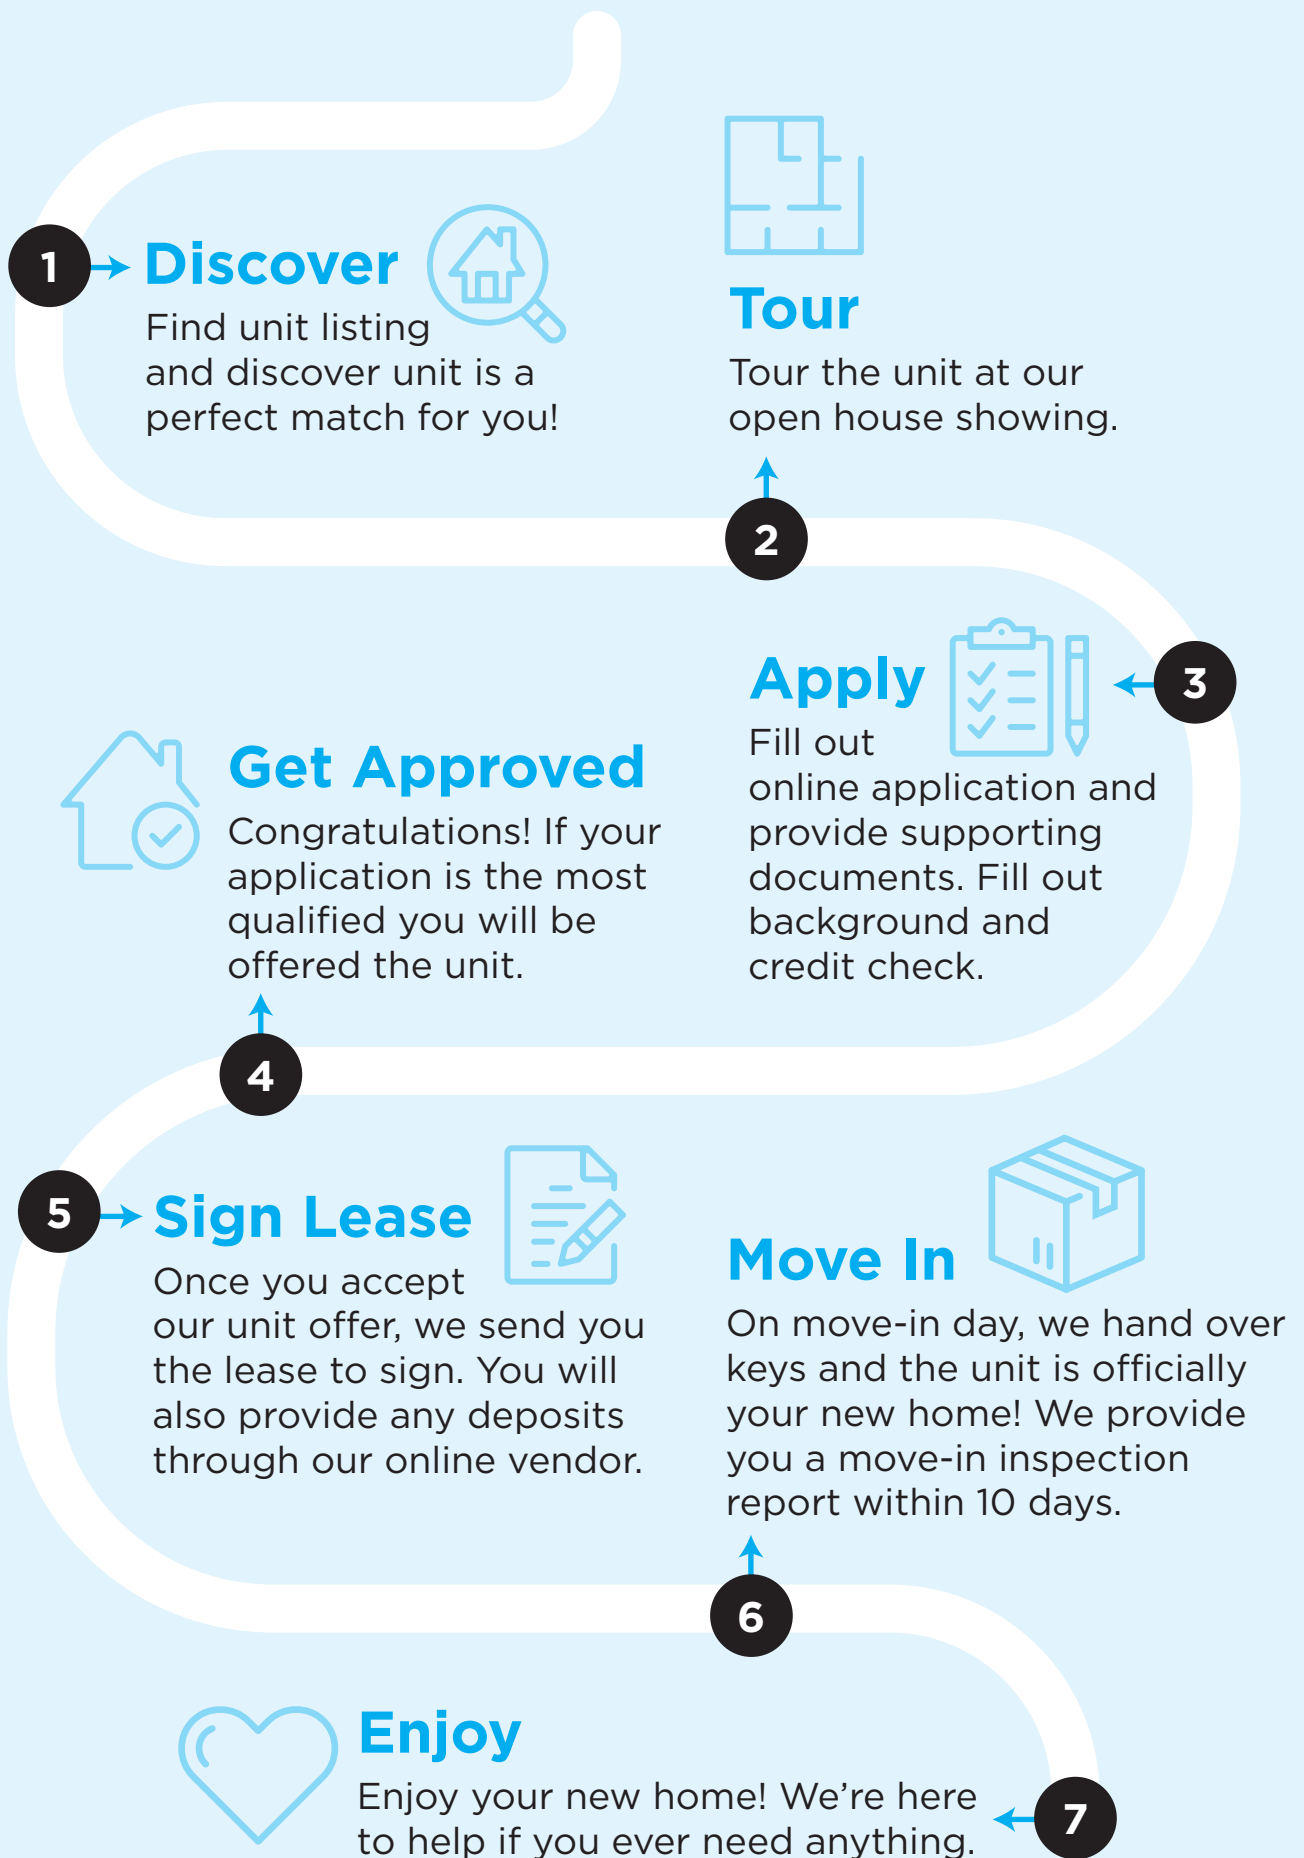 1
Discover
Find unit listing
and discover unit is a
perfect match for you!
Tour
Tour the unit at our
open house showing.
2
3
Apply
Fill out
online application and
provide supporting
documents. Fill out
background and
credit check.
Get Approved
Congratulations! If your
application is the most
qualified you will be
offered the unit.
4
5
Sign Lease
Once you accept
our unit offer, we send you
the lease to sign. You will
also provide any deposits
through our online vendor.
Move In
On move-in day, we hand over
keys and the unit is officially
your new home! We provide
you a move-in inspection
report within 10 days.
6
Enjoy
Enjoy your new home! We’re here
to help if you ever need anything.
7